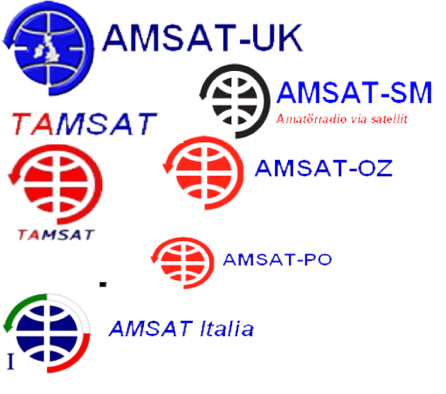 AMSAT-UK
AMSAT-SM
Amatörradio via satellit
TAMSAT
AMSAT-OZ
TAMSAT
AMSAT-PO
AMSAT Italia
I